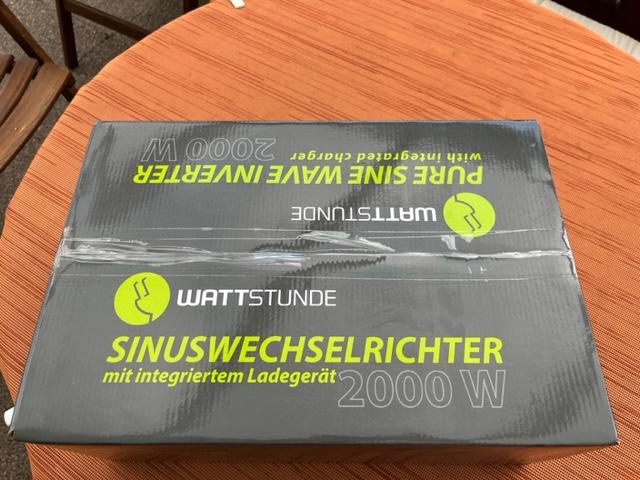 2000 W
with integrated charger
PURE SINE WAVE INVERTER
WATTSTUNDE
WATTSTUNDE
SINUSWECHSELRICHTER
mit integriertem Ladegerät
2000 W